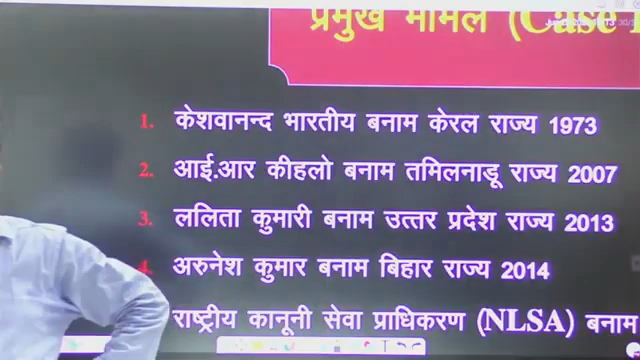 प्रमुख मामले (Case
1. केशवानन्द भारतीय बनाम केरल राज्य 1973
2. आई.आर कीहलो बनाम तमिलनाडू राज्य 2007
3. ललिता कुमारी बनाम उत्तर प्रदेश राज्य 2013
4. अरुनेश कुमार बनाम बिहार राज्य 2014
राष्ट्रीय कानूनी सेवा प्राधिकरण (NLSA) बनाम